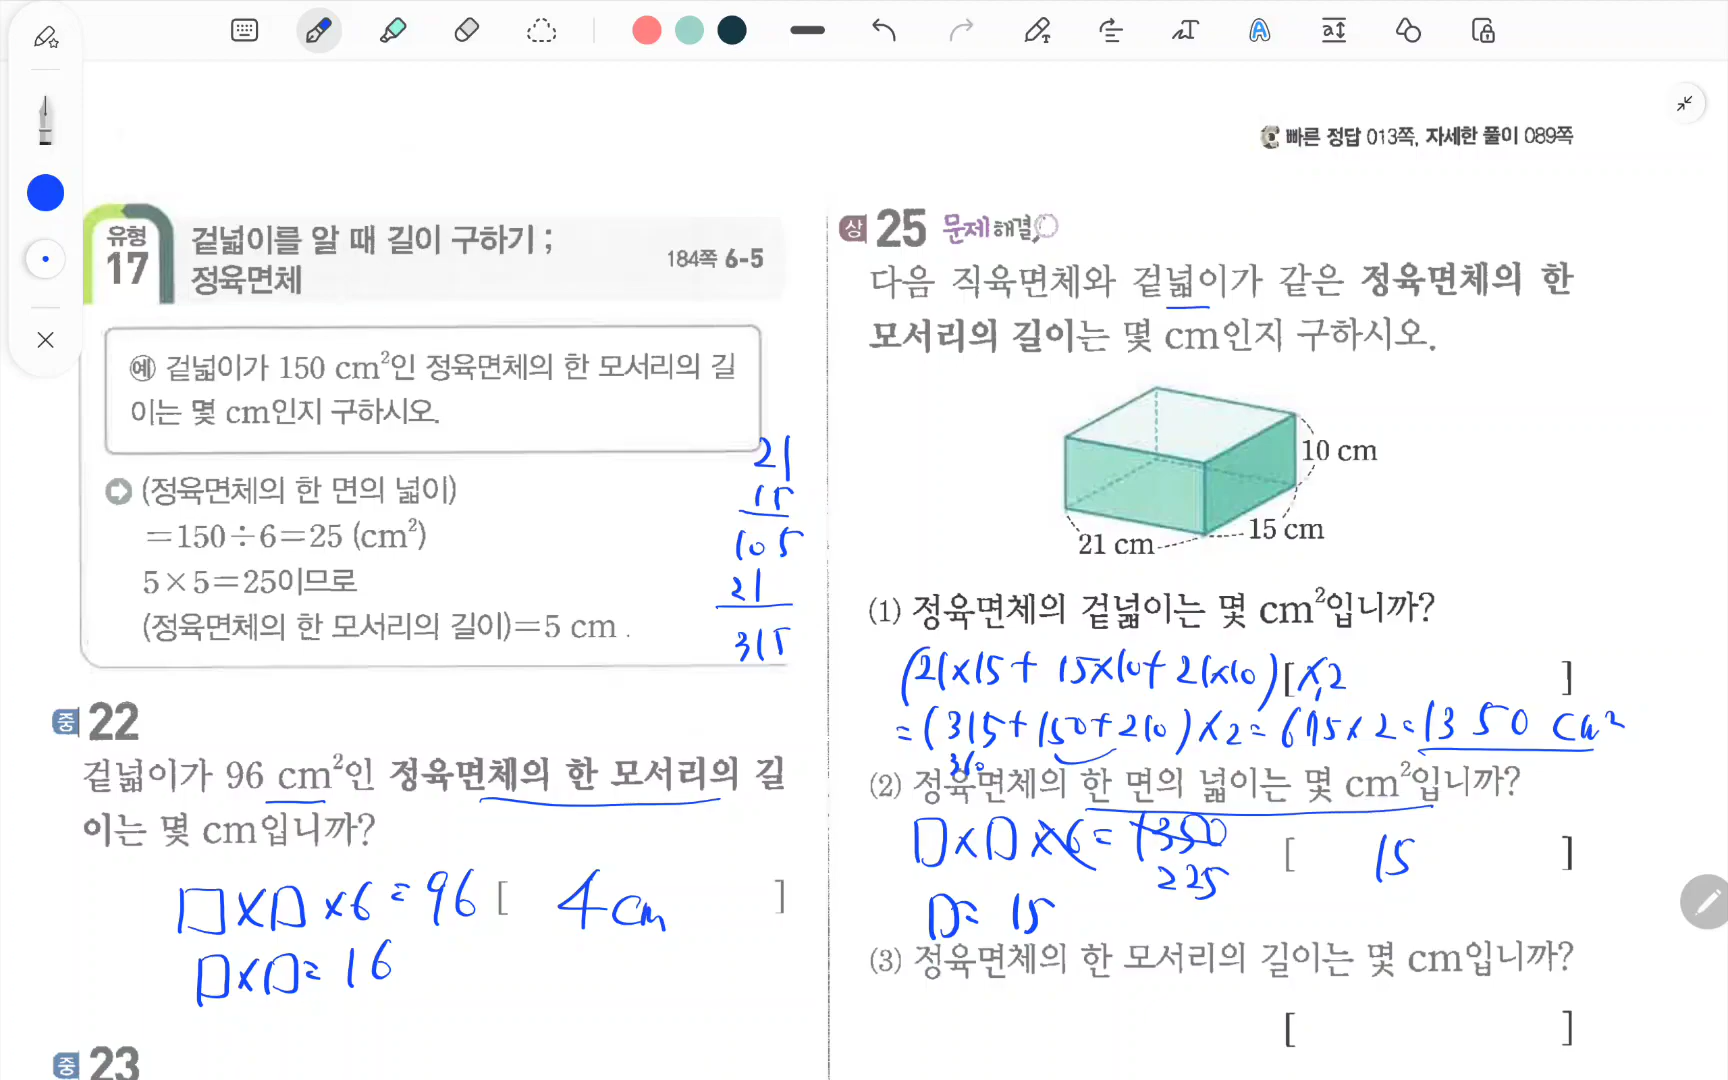 빠른 정답 013쪽, 자세한 풀이 089쪽
유형
17
겉넓이를 알 때 길이 구하기 ;
정육면체
184쪽 6-5
예 겉넓이가 150 cm²인 정육면체의 한 모서리의 길
이는 몇 cm인지 구하시오.
(정육면체의 한 면의 넓이)
=150÷6=25 (cm²)
5×5=25이므로
(정육면체의 한 모서리의 길이)=5 cm .
21
15
105
21
315
중 22
겉넓이가 96 cm²인 정육면체의 한 모서리의 길
이는 몇 cm입니까?
□×□×6=96 [ 4cm ]
□×□=16
중 23
상 25 문제 해결
다음 직육면체와 겉넓이가 같은 정육면체의 한
모서리의 길이는 몇 cm인지 구하시오.
10 cm
15 cm
21 cm
(1) 정육면체의 겉넓이는 몇 cm²입니까?
(21×15+15×10+21×10) [ ×2 ]
=(315+150+210)×2=675×2=1350 cm²
360
(2) 정육면체의 한 면의 넓이는 몇 cm²입니까?
□×□×6=1350 [ 15 ]
225
□=15
(3) 정육면체의 한 모서리의 길이는 몇 cm입니까?
[ ]